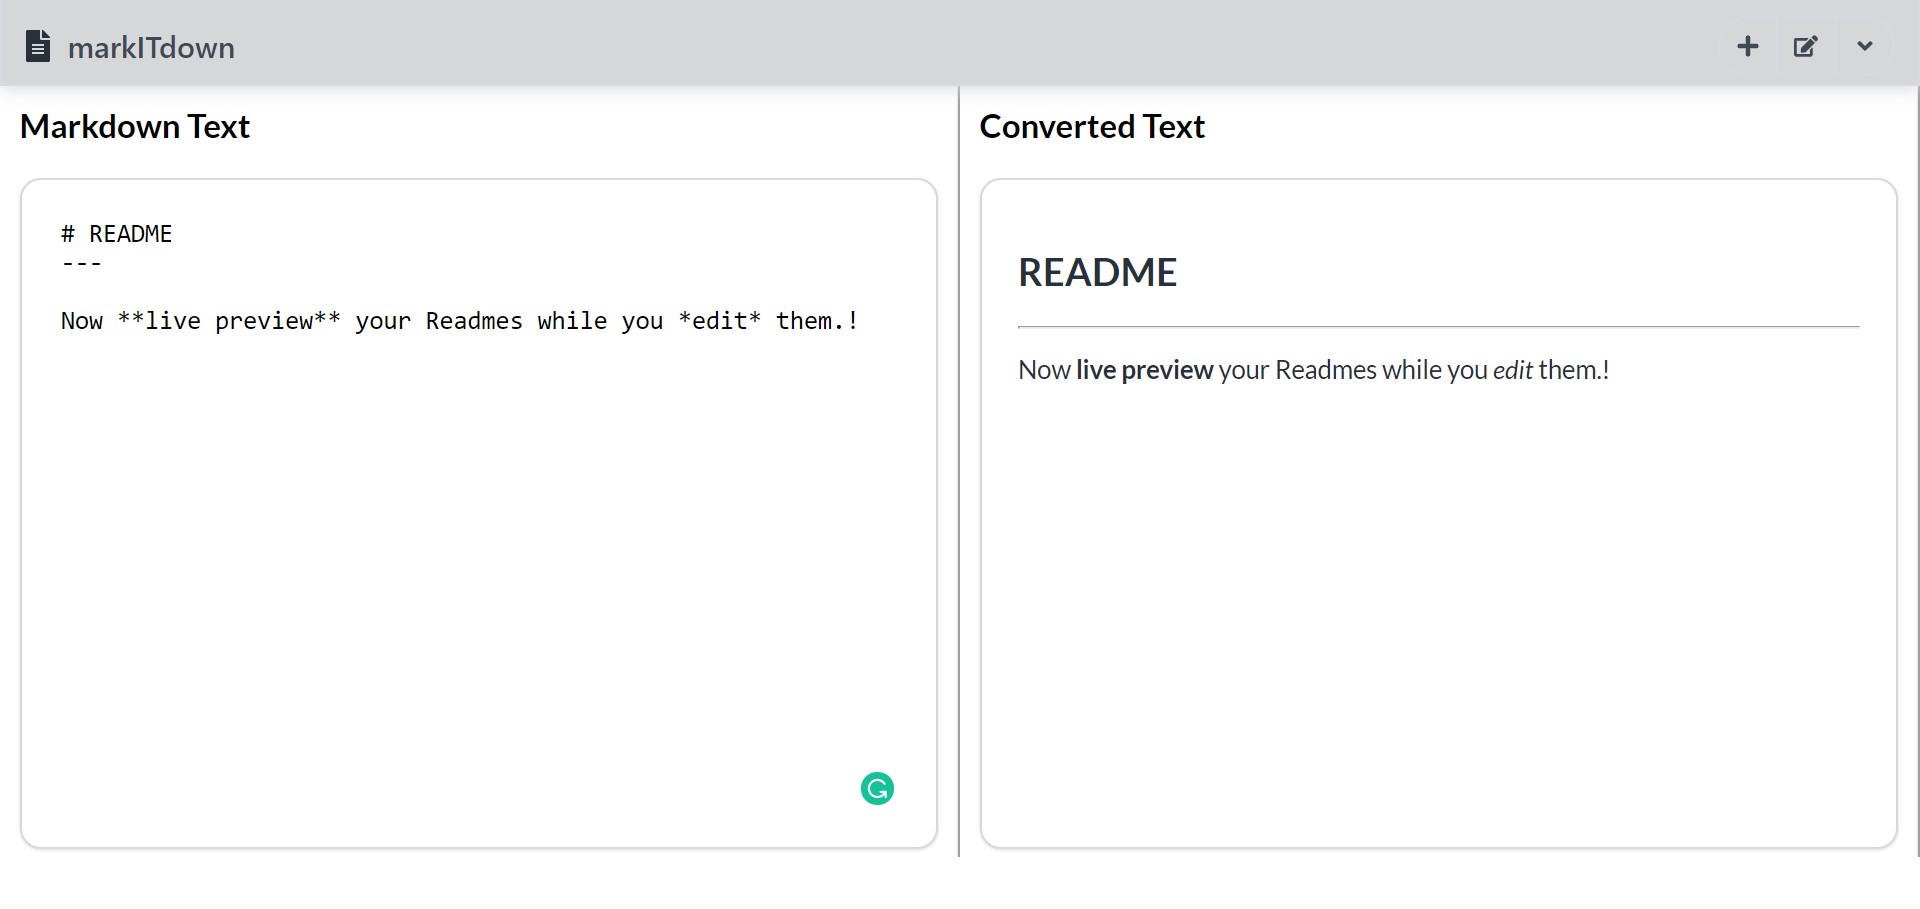 markITdown
Markdown Text
# README
---
Now **live preview** your Readmes while you *edit* them.!
Converted Text
README
Now live preview your Readmes while you edit them.!